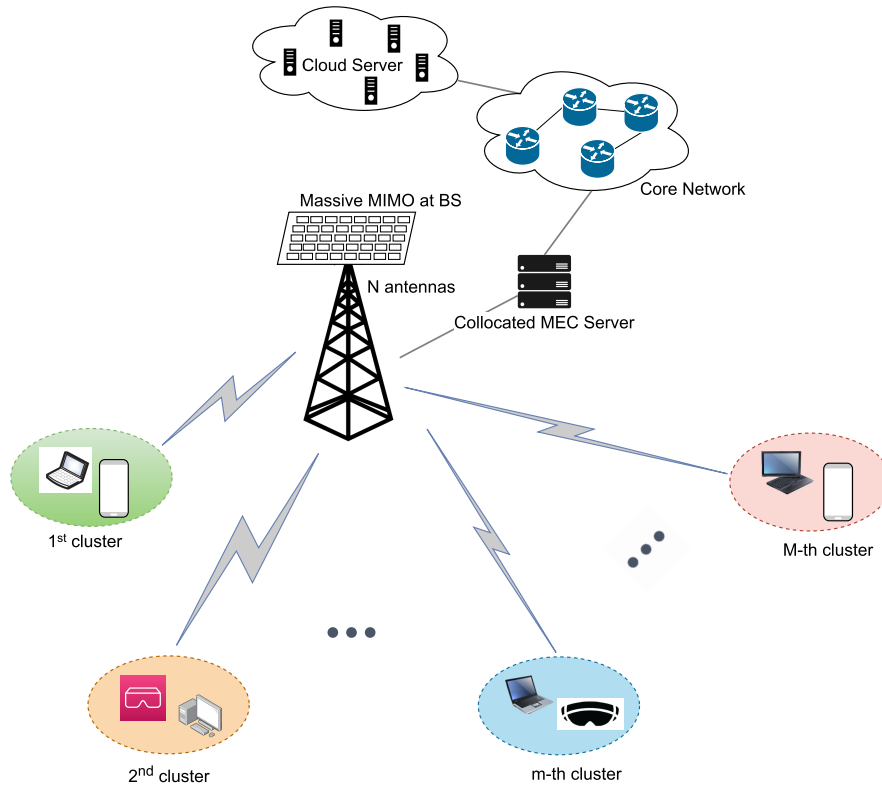 Cloud Server
Core Network
Massive MIMO at BS
N antennas
Collocated MEC Server
1st cluster
M-th cluster
2nd cluster
m-th cluster